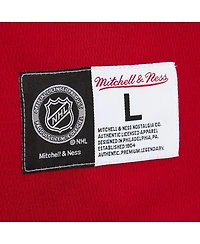 Mitchell & Ness
NHL
©NHL
Mitchell & Ness
L
MITCHELL & NESS NOSTALGIA CO.
AUTHENTIC LICENSED APPAREL
DESIGNED IN PHILADELPHIA, PA
ESTABLISHED 1904
AUTHENTIC. PREMIUM. LEGENDARY.